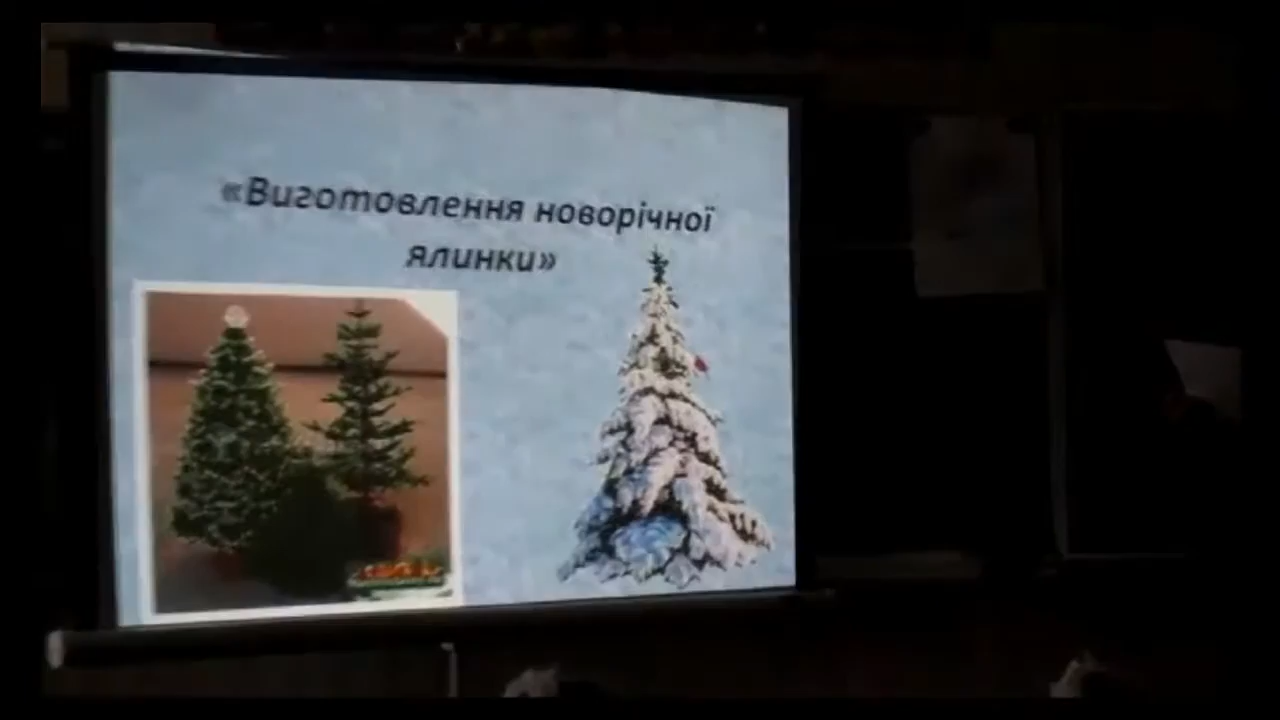 «Виготовлення новорічної
ялинки»